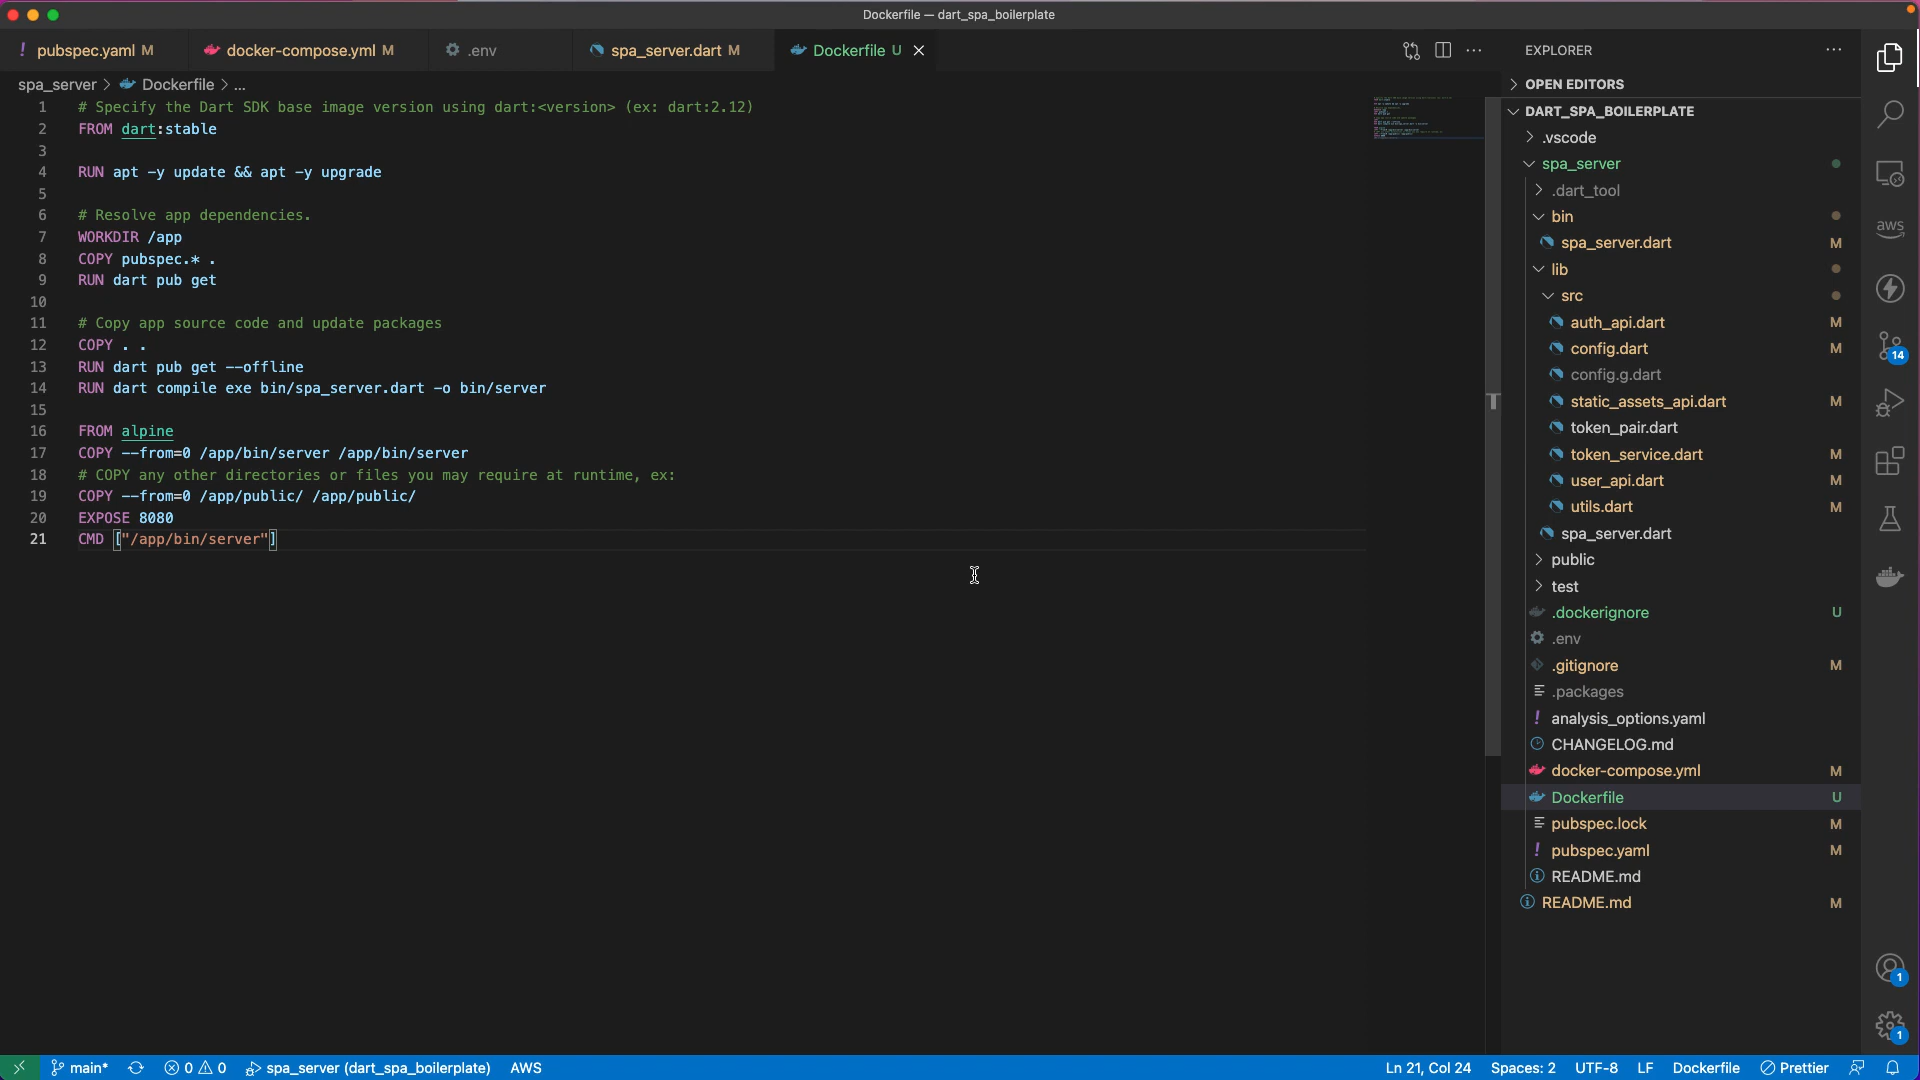 Dockerfile — dart_spa_boilerplate
! pubspec.yaml M
docker-compose.yml M
.env
spa_server.dart M
Dockerfile U
spa_server > Dockerfile > ...
1 # Specify the Dart SDK base image version using dart:<version> (ex: dart:2.12)
2 FROM dart:stable
3
4 RUN apt -y update && apt -y upgrade
5
6 # Resolve app dependencies.
7 WORKDIR /app
8 COPY pubspec.* .
9 RUN dart pub get
10
11 # Copy app source code and update packages
12 COPY . .
13 RUN dart pub get --offline
14 RUN dart compile exe bin/spa_server.dart -o bin/server
15
16 FROM alpine
17 COPY --from=0 /app/bin/server /app/bin/server
18 # COPY any other directories or files you may require at runtime, ex:
19 COPY --from=0 /app/public/ /app/public/
20 EXPOSE 8080
21 CMD ["/app/bin/server"]
EXPLORER
OPEN EDITORS
DART_SPA_BOILERPLATE
.vscode
spa_server
.dart_tool
bin
spa_server.dart M
lib
src
auth_api.dart M
config.dart M
config.g.dart
static_assets_api.dart M
token_pair.dart
token_service.dart M
user_api.dart M
utils.dart M
spa_server.dart
public
test
.dockerignore U
.env
.gitignore M
.packages
! analysis_options.yaml
CHANGELOG.md
docker-compose.yml M
Dockerfile U
pubspec.lock M
! pubspec.yaml M
README.md
README.md M
aws
14
1
1
main* 0 0 spa_server (dart_spa_boilerplate) AWS
Ln 21, Col 24 Spaces: 2 UTF-8 LF Dockerfile Prettier